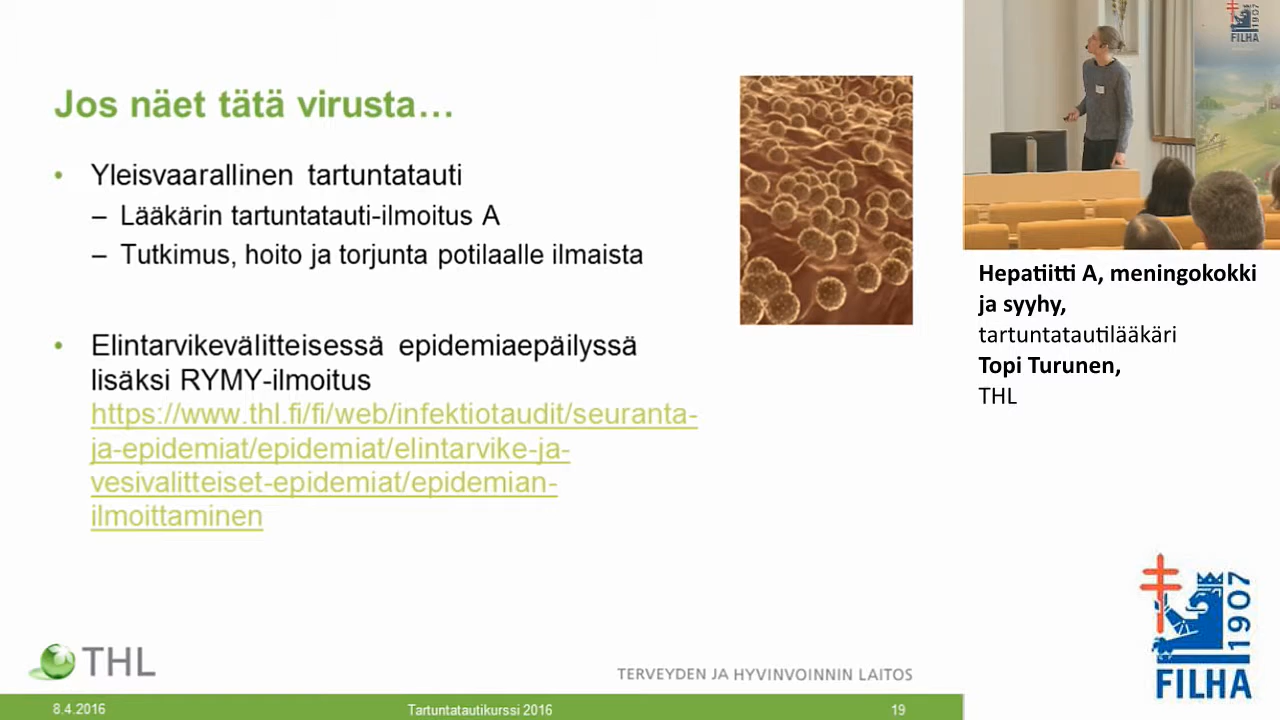 Jos näet tätä virusta…
• Yleisvaarallinen tartuntatauti
– Lääkärin tartuntatauti-ilmoitus A
– Tutkimus, hoito ja torjunta potilaalle ilmaista
• Elintarvikevälitteisessä epidemiaepäilyssä
lisäksi RYMY-ilmoitus
https://www.thl.fi/fi/web/infektiotaudit/seuranta-
ja-epidemiat/epidemiat/elintarvike-ja-
vesivalitteiset-epidemiat/epidemian-
ilmoittaminen
THL
TERVEYDEN JA HYVINVOINNIN LAITOS
8.4.2016
Tartuntatautikurssi 2016
19
1907
FILHA
Hepatiitti A, meningokokki
ja syyhy,
tartuntatautilääkäri
Topi Turunen,
THL
1907
FILHA